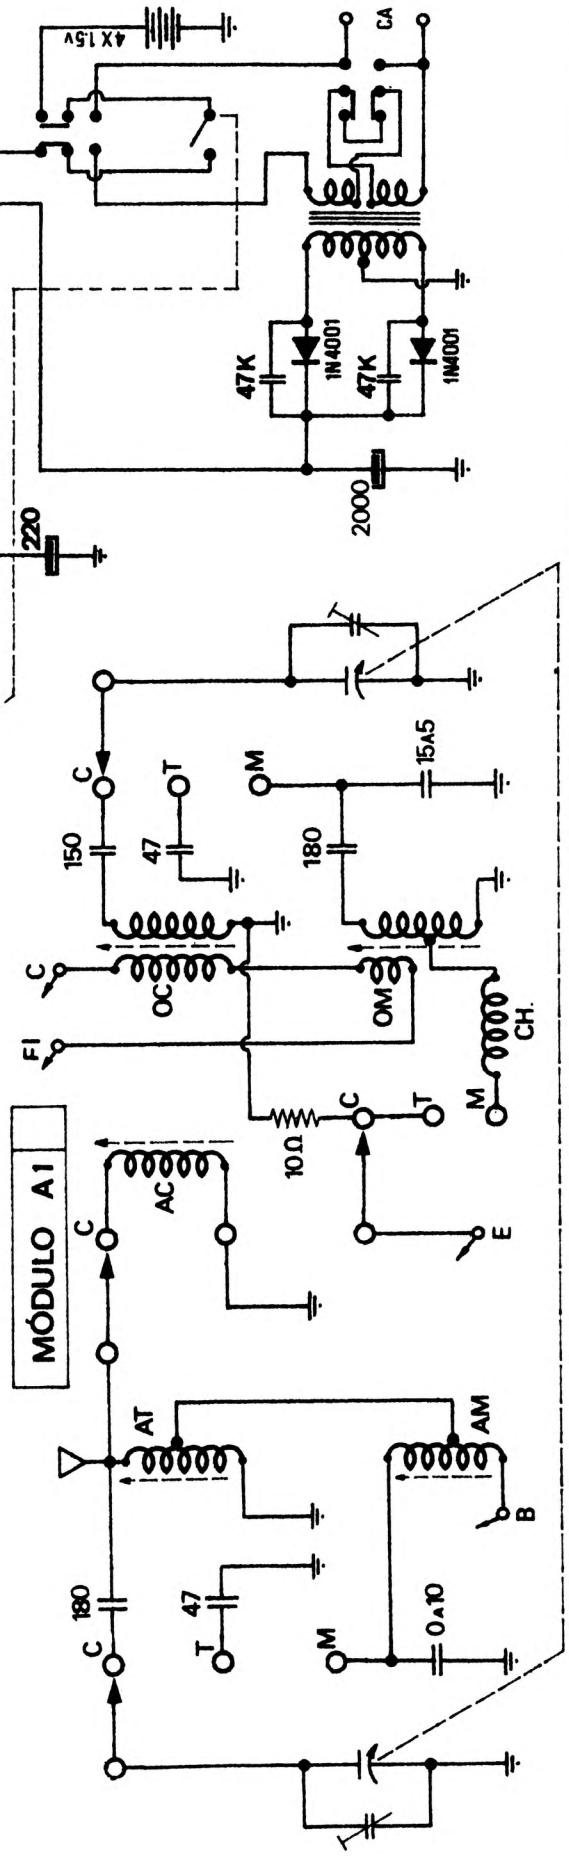 4X1.5v
CA
47K
1N4001
47K
1N4001
2000
220
C
150
T
47
M
180
15A5
C
OC
FI
OM
CH.
M
T
C
10Ω
E
MÓDULO A1
C
AC
AT
AM
B
180
C
47
T
M
0A10